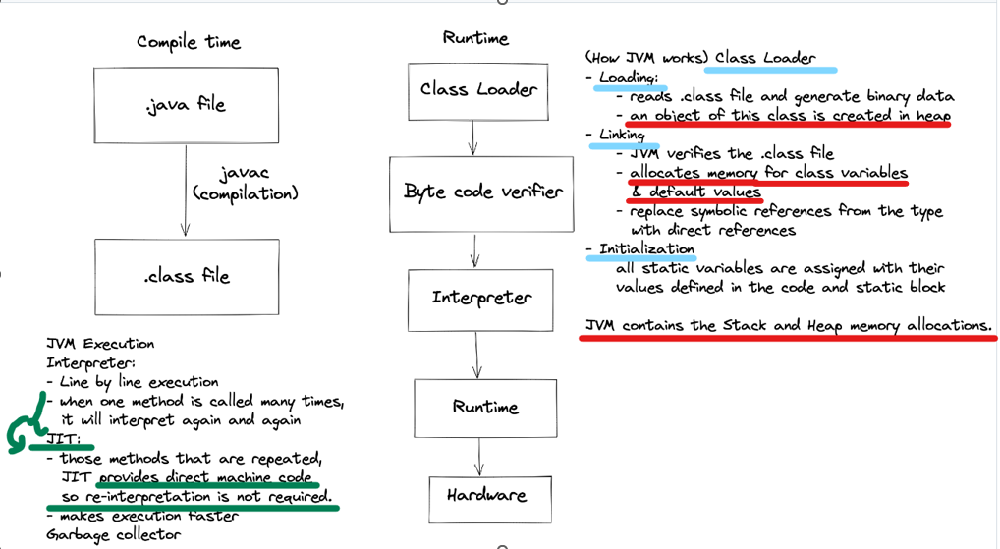 Compile time
.java file
javac
(compilation)
.class file
JVM Execution
Interpreter:
- Line by line execution
- when one method is called many times,
it will interpret again and again
JIT:
- those methods that are repeated,
JIT provides direct machine code
so re-interpretation is not required.
- makes execution faster
Garbage collector
Runtime
Class Loader
Byte code verifier
Interpreter
Runtime
Hardware
(How JVM works) Class Loader
- Loading:
- reads .class file and generate binary data
- an object of this class is created in heap
- Linking
- JVM verifies the .class file
- allocates memory for class variables
& default values
- replace symbolic references from the type
with direct references
- Initialization
all static variables are assigned with their
values defined in the code and static block
JVM contains the Stack and Heap memory allocations.